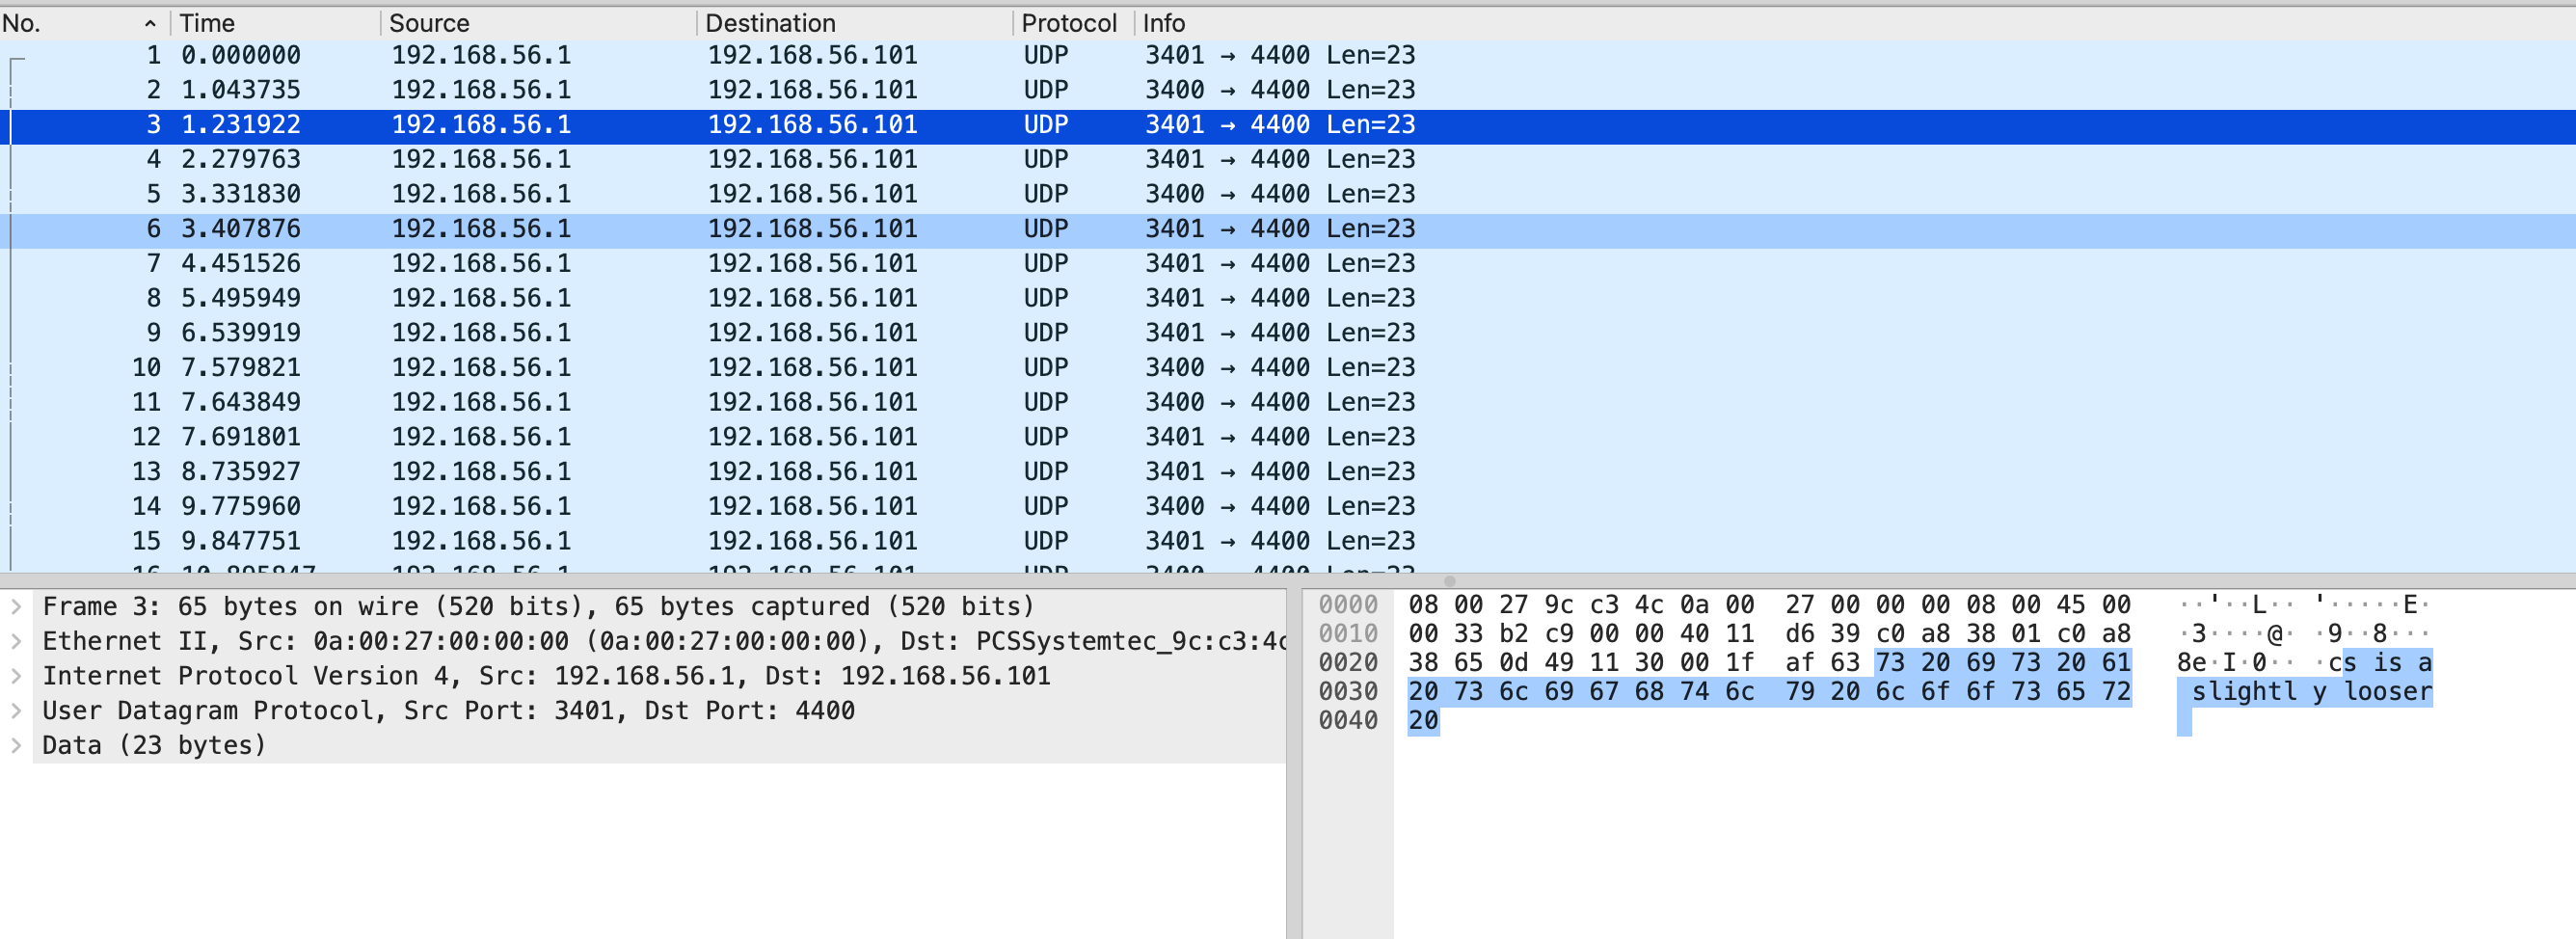 No. Time Source Destination Protocol Info
1 0.000000 192.168.56.1 192.168.56.101 UDP 3401 → 4400 Len=23
2 1.043735 192.168.56.1 192.168.56.101 UDP 3400 → 4400 Len=23
3 1.231922 192.168.56.1 192.168.56.101 UDP 3401 → 4400 Len=23
4 2.279763 192.168.56.1 192.168.56.101 UDP 3401 → 4400 Len=23
5 3.331830 192.168.56.1 192.168.56.101 UDP 3400 → 4400 Len=23
6 3.407876 192.168.56.1 192.168.56.101 UDP 3401 → 4400 Len=23
7 4.451526 192.168.56.1 192.168.56.101 UDP 3401 → 4400 Len=23
8 5.495949 192.168.56.1 192.168.56.101 UDP 3401 → 4400 Len=23
9 6.539919 192.168.56.1 192.168.56.101 UDP 3401 → 4400 Len=23
10 7.579821 192.168.56.1 192.168.56.101 UDP 3400 → 4400 Len=23
11 7.643849 192.168.56.1 192.168.56.101 UDP 3400 → 4400 Len=23
12 7.691801 192.168.56.1 192.168.56.101 UDP 3401 → 4400 Len=23
13 8.735927 192.168.56.1 192.168.56.101 UDP 3401 → 4400 Len=23
14 9.775960 192.168.56.1 192.168.56.101 UDP 3400 → 4400 Len=23
15 9.847751 192.168.56.1 192.168.56.101 UDP 3401 → 4400 Len=23
16 10.895847 192.168.56.1 192.168.56.101 UDP 3400 → 4400 Len=23
Frame 3: 65 bytes on wire (520 bits), 65 bytes captured (520 bits)
Ethernet II, Src: 0a:00:27:00:00:00 (0a:00:27:00:00:00), Dst: PCSSystemtec_9c:c3:4c
Internet Protocol Version 4, Src: 192.168.56.1, Dst: 192.168.56.101
User Datagram Protocol, Src Port: 3401, Dst Port: 4400
Data (23 bytes)
0000 08 00 27 9c c3 4c 0a 00 27 00 00 00 08 00 45 00 ··'··L·· '·····E·
0010 00 33 b2 c9 00 00 40 11 d6 39 c0 a8 38 01 c0 a8 ·3····@· ·9··8···
0020 38 65 0d 49 11 30 00 1f af 63 73 20 69 73 20 61 8e·I·0·· ·cs is a
0030 20 73 6c 69 67 68 74 6c 79 20 6c 6f 6f 73 65 72 slightl y looser
0040 20